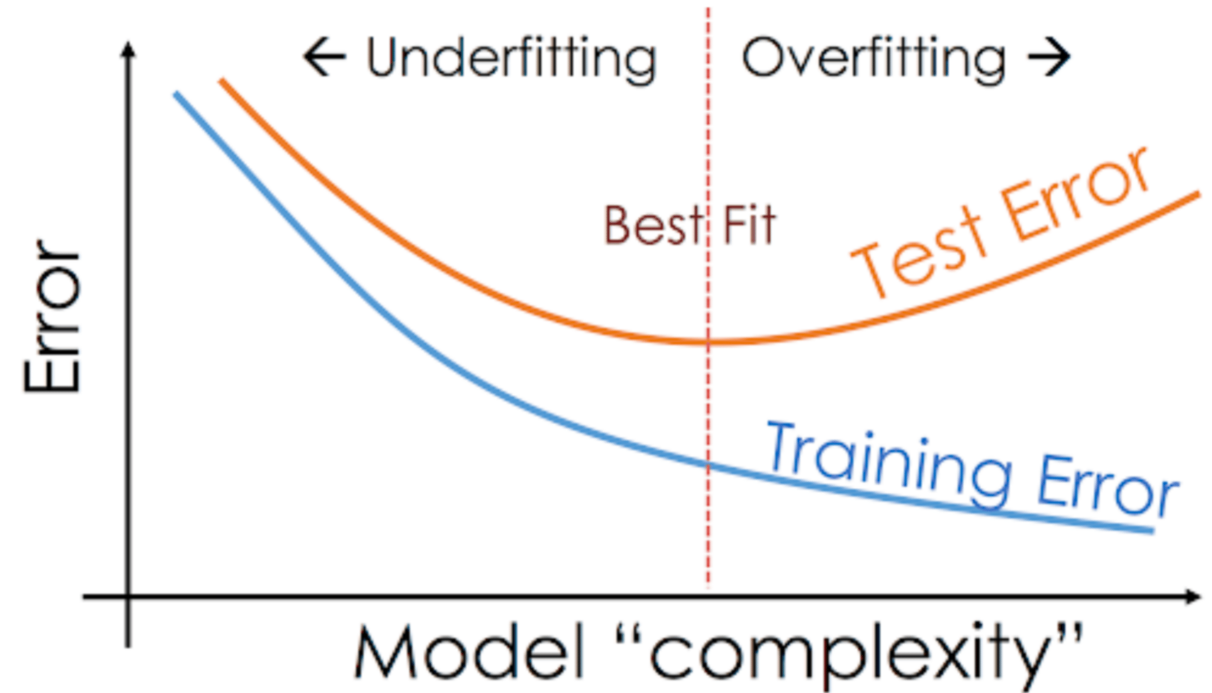 ← Underfitting
Overfitting →
Best Fit
Test Error
Error
Training Error
Model “complexity”